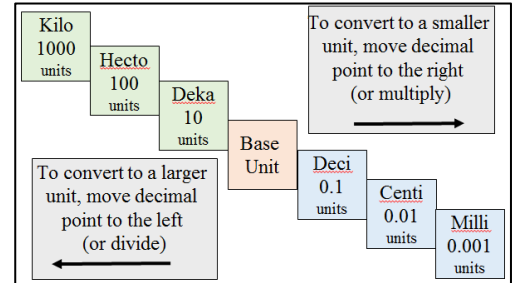 Kilo
1000
units
Hecto
100
units
Deka
10
units
Base
Unit
Deci
0.1
units
Centi
0.01
units
Milli
0.001
units
To convert to a smaller
unit, move decimal
point to the right
(or multiply)
To convert to a larger
unit, move decimal
point to the left
(or divide)